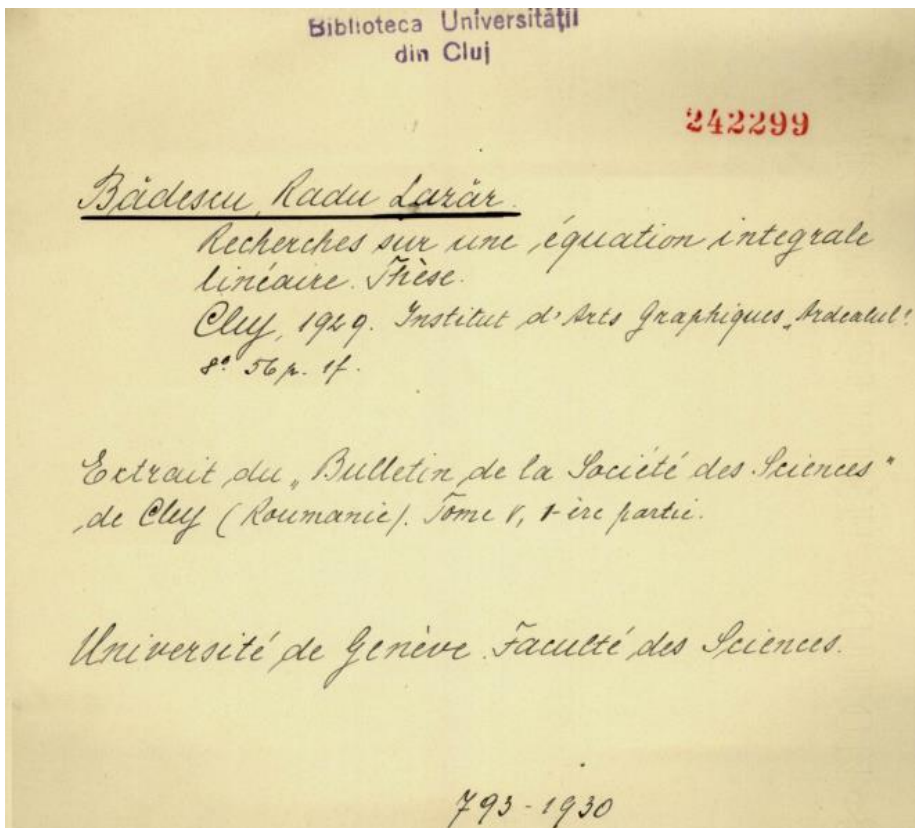 Biblioteca Universității
din Cluj
242299
Bădescu, Radu Lazăr.
Recherches sur une équation integrale
linéaire. Thèse.
Cluj, 1929. Institut d'Arts Graphiques „Ardealul".
8° 56 p. 1 f.
Extrait du „Bulletin de la Société des Sciences"
de Cluj (Roumanie). Tome V, 1-ère partie.
Université de Genève. Faculté des Sciences.
793-1930